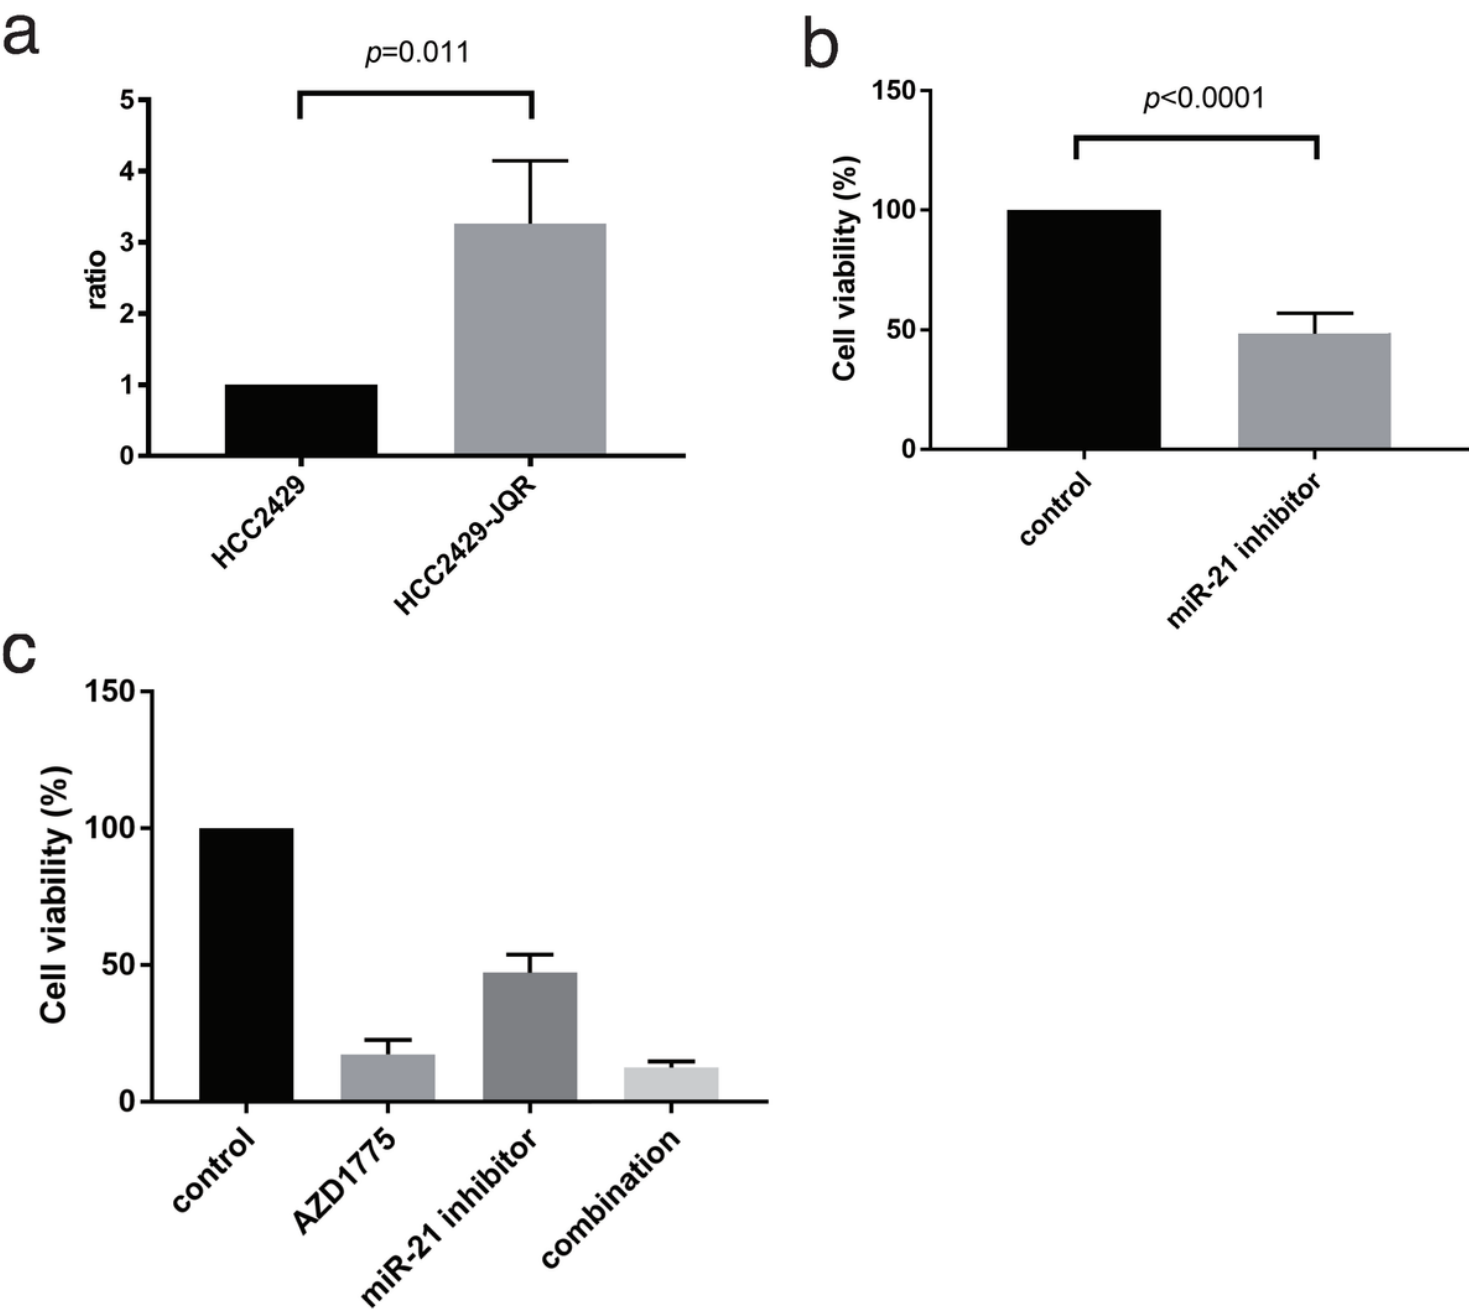 a
p=0.011
5
4
3
2
1
0
ratio
HCC2429
HCC2429-JQR
b
p<0.0001
150
100
50
0
Cell viability (%)
control
miR-21 inhibitor
c
150
100
50
0
Cell viability (%)
control
AZD1775
miR-21 inhibitor
combination